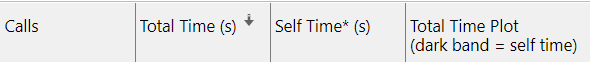 Calls
Total Time (s)
Self Time* (s)
Total Time Plot
(dark band = self time)